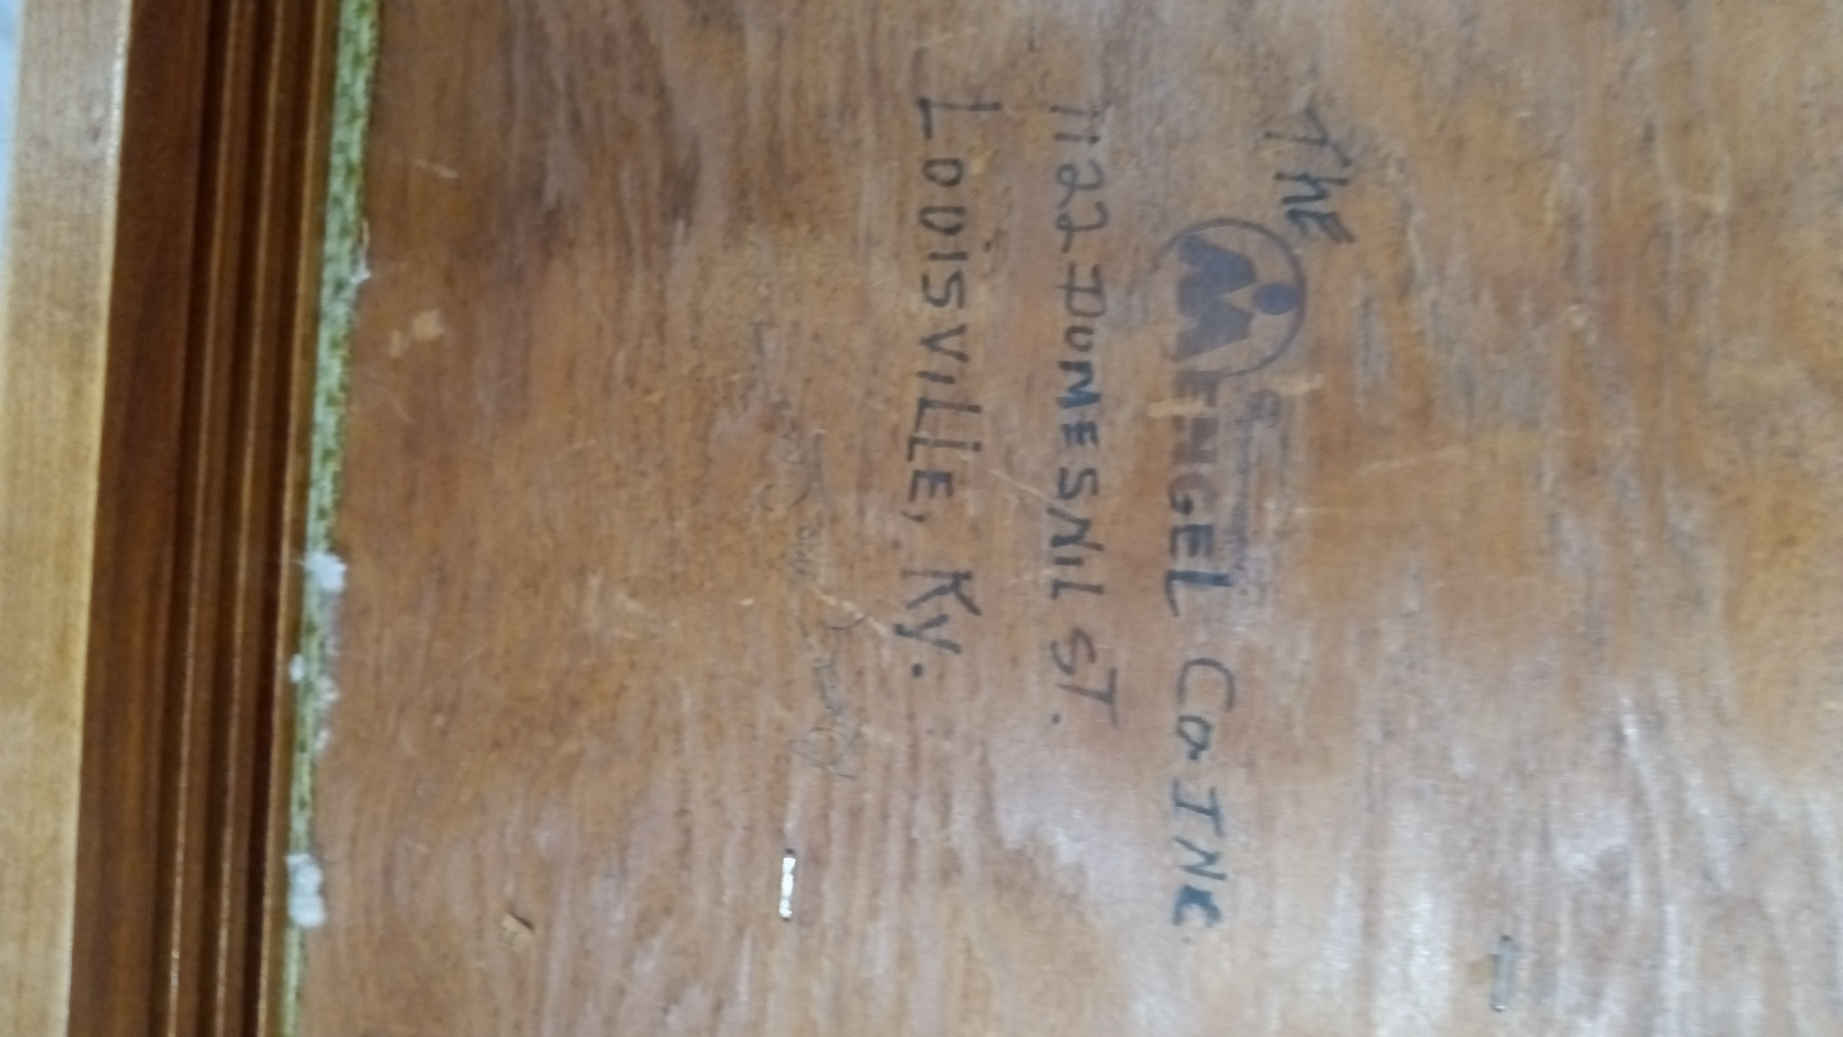 The
MENGEL Co INC
1122 DUMESNIL ST.
LOUISVILLE, Ky.